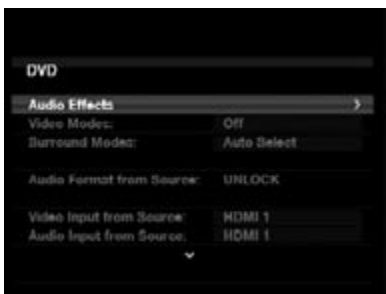 DVD
Audio Effects
Video Modes: Off
Surround Modes: Auto Select
Audio Format from Source: UNLOCK
Video Input from Source: HDMI 1
Audio Input from Source: HDMI 1